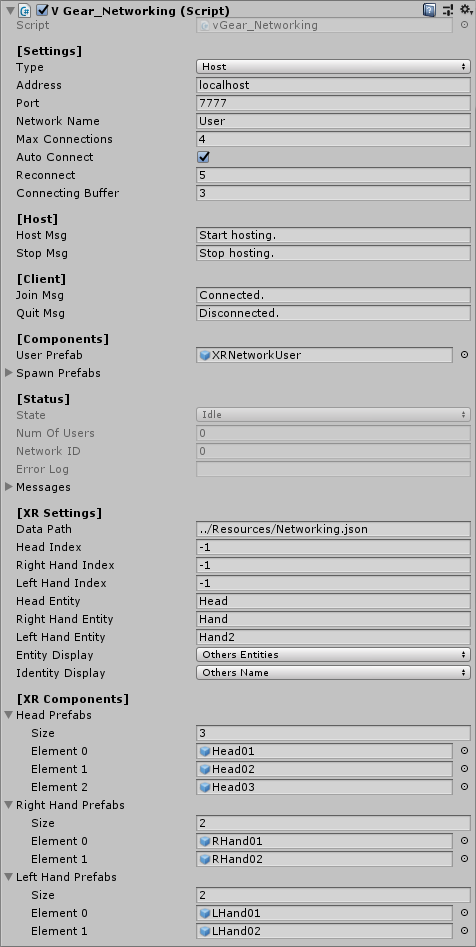 V Gear_Networking (Script)
Script vGear_Networking
[Settings]
Type Host
Address localhost
Port 7777
Network Name User
Max Connections 4
Auto Connect
Reconnect 5
Connecting Buffer 3
[Host]
Host Msg Start hosting.
Stop Msg Stop hosting.
[Client]
Join Msg Connected.
Quit Msg Disconnected.
[Components]
User Prefab XRNetworkUser
Spawn Prefabs
[Status]
State Idle
Num Of Users 0
Network ID 0
Error Log
Messages
[XR Settings]
Data Path ../Resources/Networking.json
Head Index -1
Right Hand Index -1
Left Hand Index -1
Head Entity Head
Right Hand Entity Hand
Left Hand Entity Hand2
Entity Display Others Entities
Identity Display Others Name
[XR Components]
Head Prefabs
Size 3
Element 0 Head01
Element 1 Head02
Element 2 Head03
Right Hand Prefabs
Size 2
Element 0 RHand01
Element 1 RHand02
Left Hand Prefabs
Size 2
Element 0 LHand01
Element 1 LHand02